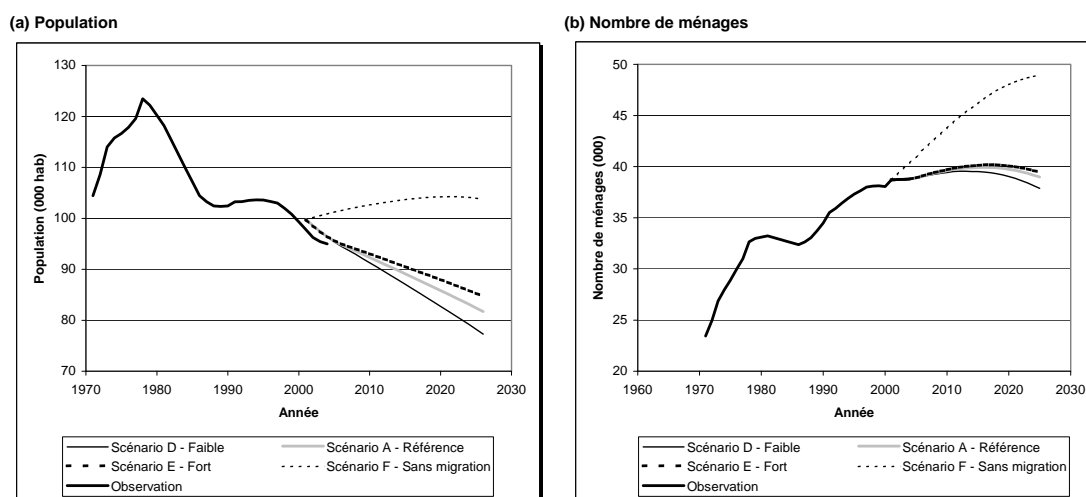 (a) Population
130
120
110
100
90
80
70
1970 1980 1990 2000 2010 2020 2030
Population (000 hab)
Année
Scénario D - Faible
Scénario A - Référence
Scénario E - Fort
Scénario F - Sans migration
Observation
(b) Nombre de ménages
50
45
40
35
30
25
20
1960 1970 1980 1990 2000 2010 2020 2030
Nombre de ménages (000)
Année
Scénario D - Faible
Scénario A - Référence
Scénario E - Fort
Scénario F - Sans migration
Observation